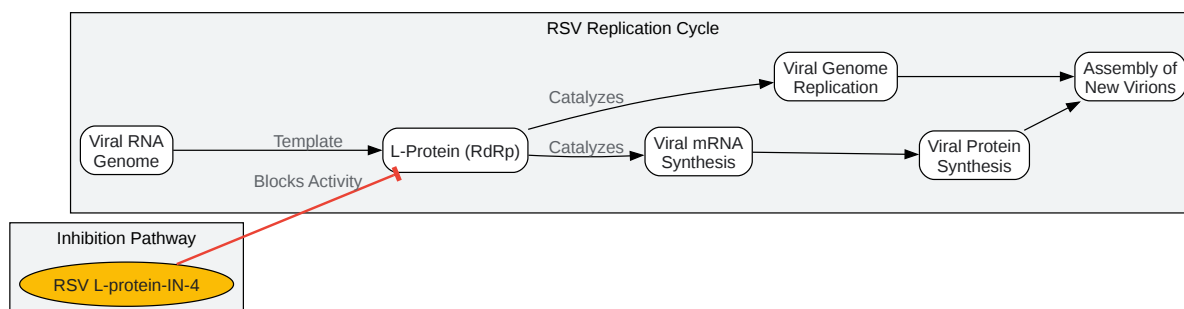 RSV Replication Cycle
Viral Genome
Replication
Assembly of
New Virions
Catalyzes
Viral RNA
Genome
Template
L-Protein (RdRp)
Catalyzes
Viral mRNA
Synthesis
Viral Protein
Synthesis
Blocks Activity
Inhibition Pathway
RSV L-protein-IN-4